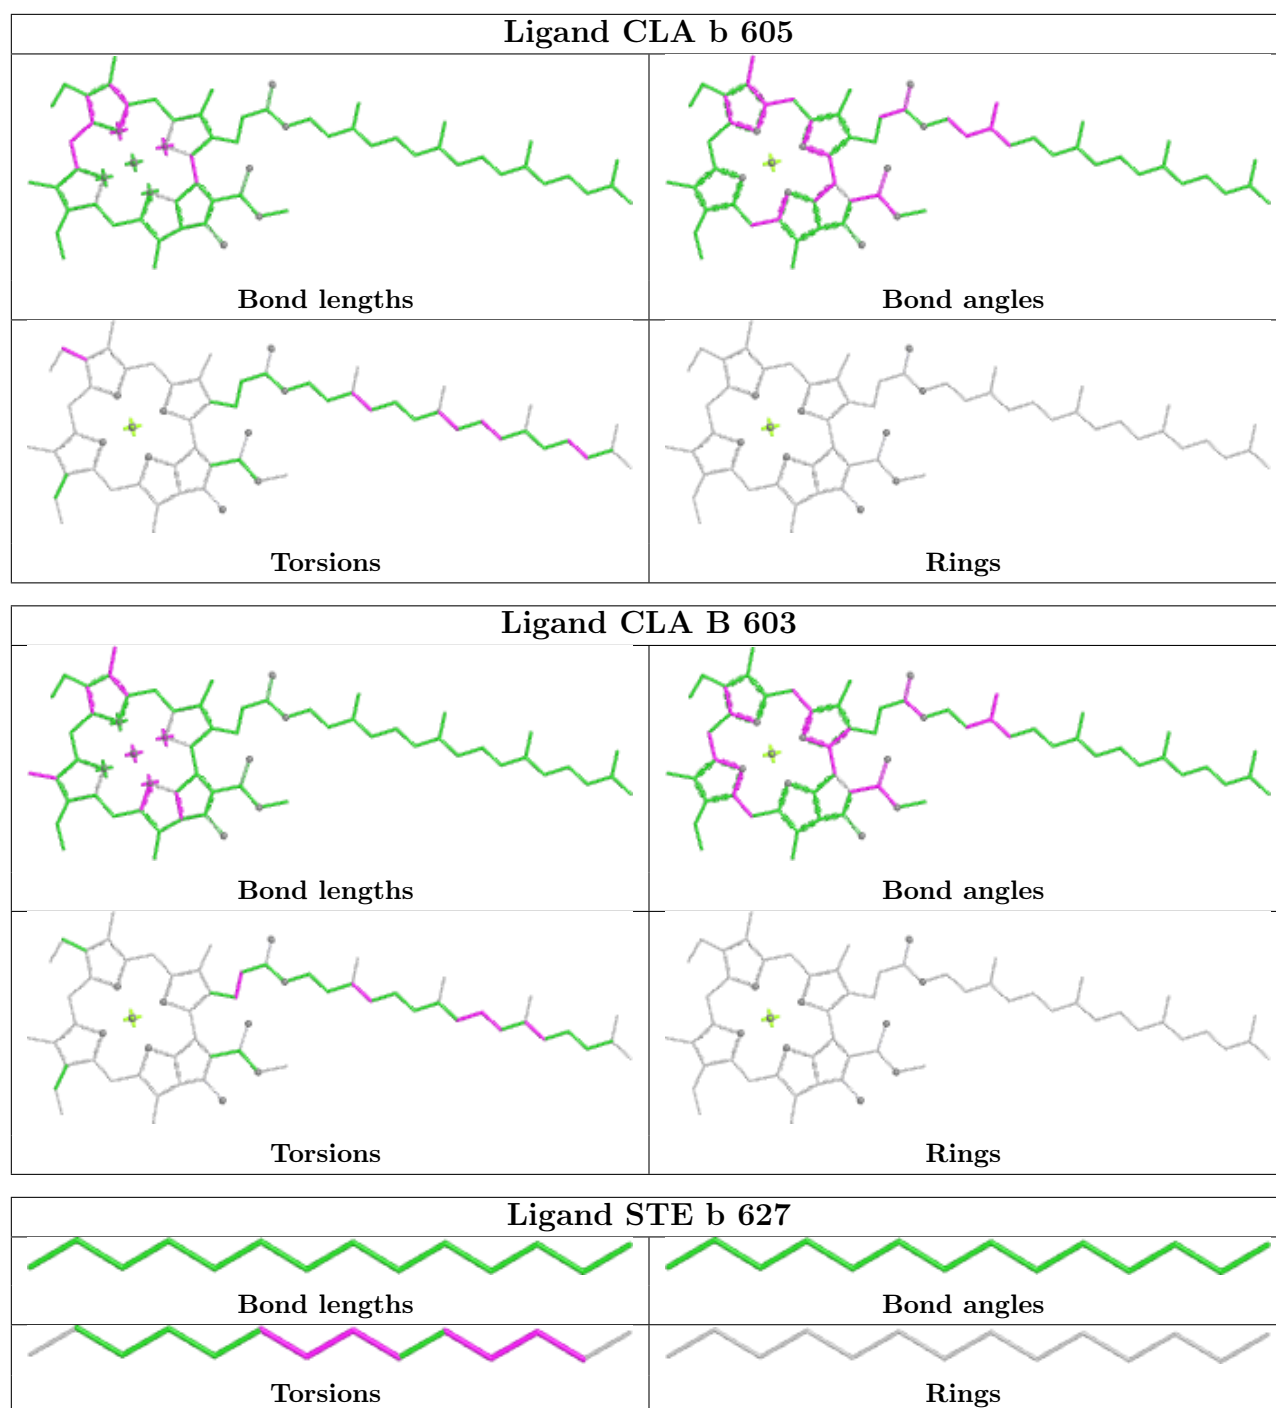 Ligand CLA b 605
Bond lengths
Bond angles
Torsions
Rings
Ligand CLA B 603
Bond lengths
Bond angles
Torsions
Rings
Ligand STE b 627
Bond lengths
Bond angles
Torsions
Rings